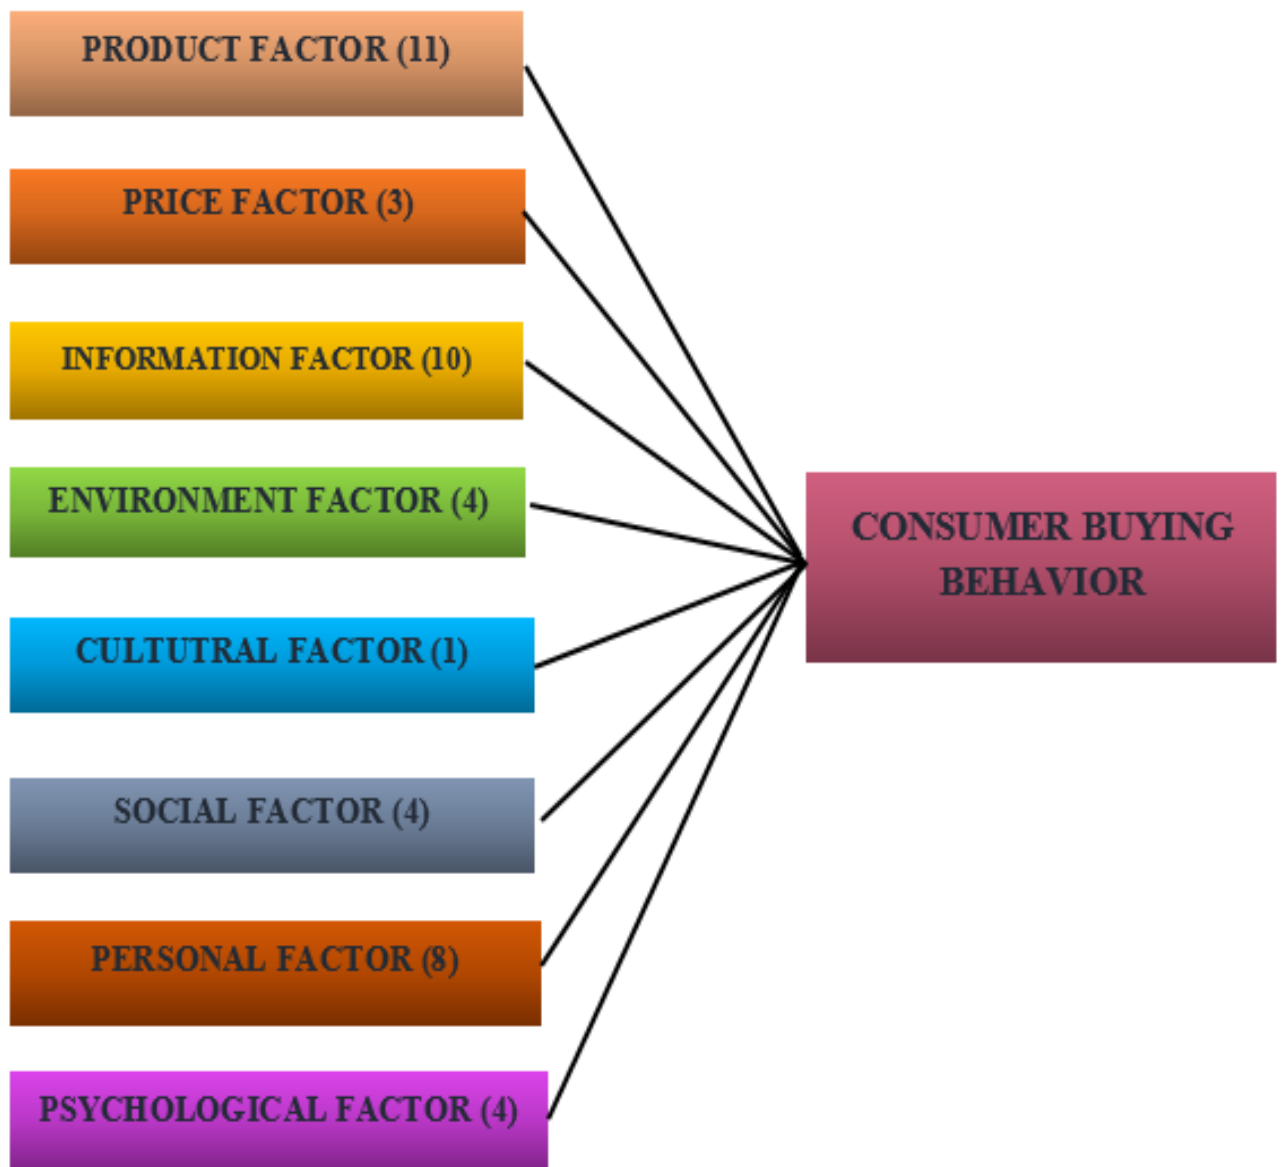 PRODUCT FACTOR (11)
PRICE FACTOR (3)
INFORMATION FACTOR (10)
ENVIRONMENT FACTOR (4)
CULTUTRAL FACTOR (1)
SOCIAL FACTOR (4)
PERSONAL FACTOR (8)
PSYCHOLOGICAL FACTOR (4)
CONSUMER BUYING
BEHAVIOR